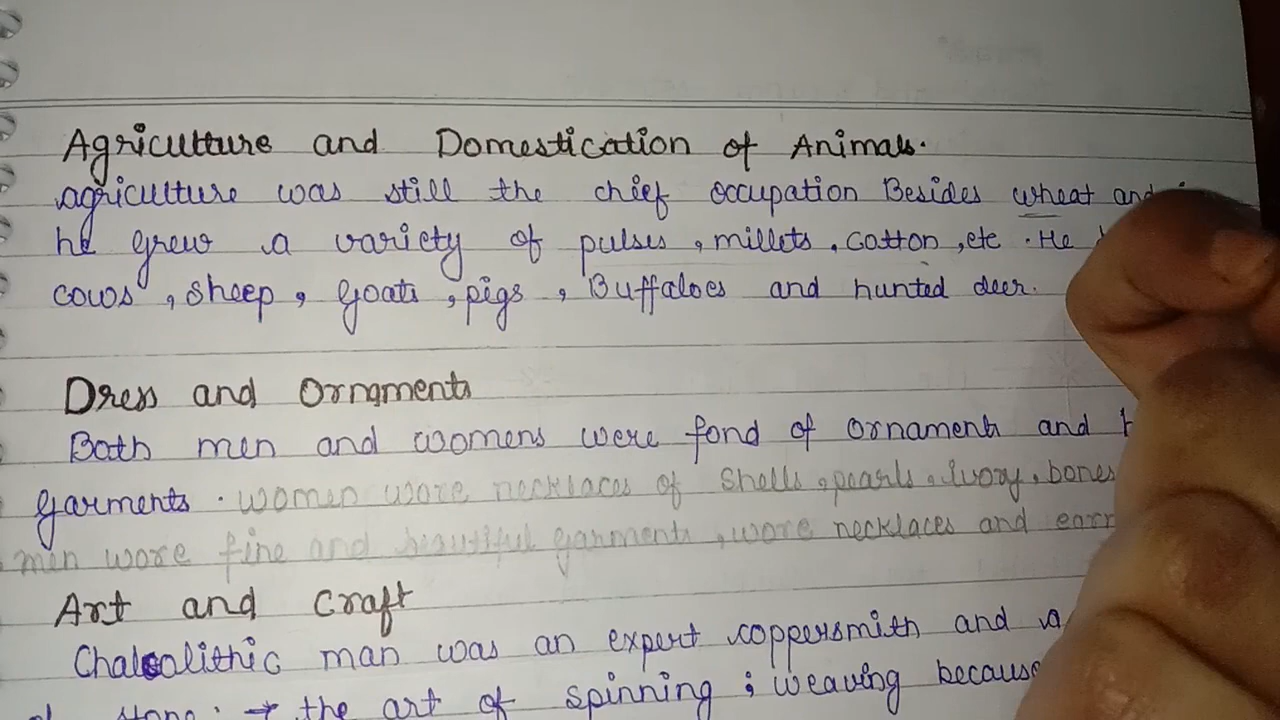 Agriculture and Domestication of Animals.
agriculture was still the chief occupation Besides wheat and
he grew a variety of pulses, millets, cotton, etc. He
cows, sheep, goats, pigs, Buffaloes and hunted deer.
Dress and Ornaments
Both men and womens were fond of ornaments and
garments. women wore necklaces of shells, pearls, ivory, bones
men wore fine and beautiful garments, wore necklaces and
Art and Craft
Chalcolithic man was an expert coppersmith and a
stone. → the art of spinning; weaving because